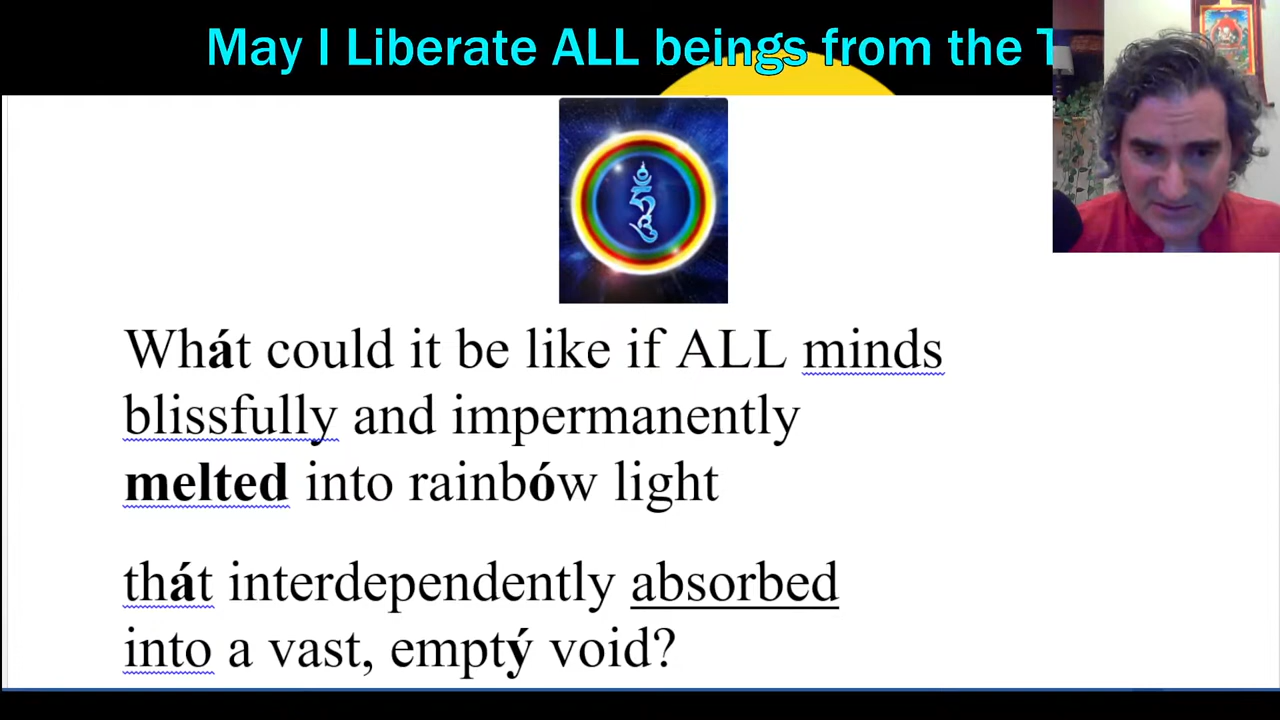 May I Liberate ALL beings from the T
ཧཱུྃ
Whát could it be like if ALL minds
blissfully and impermanently
melted into rainbów light
thát interdependently absorbed
into a vast, emptý void?